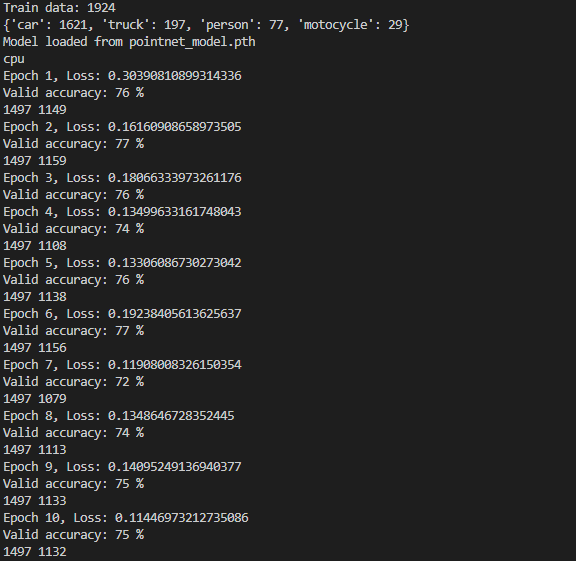 Train data: 1924
{'car': 1621, 'truck': 197, 'person': 77, 'motocycle': 29}
Model loaded from pointnet_model.pth
cpu
Epoch 1, Loss: 0.30390810899314336
Valid accuracy: 76 %
1497 1149
Epoch 2, Loss: 0.16160908658973505
Valid accuracy: 77 %
1497 1159
Epoch 3, Loss: 0.18066333973261176
Valid accuracy: 76 %
Epoch 4, Loss: 0.13499633161748043
Valid accuracy: 74 %
1497 1108
Epoch 5, Loss: 0.13306086730273042
Valid accuracy: 76 %
1497 1138
Epoch 6, Loss: 0.19238405613625637
Valid accuracy: 77 %
1497 1156
Epoch 7, Loss: 0.11908008326150354
Valid accuracy: 72 %
1497 1079
Epoch 8, Loss: 0.1348646728352445
Valid accuracy: 74 %
1497 1113
Epoch 9, Loss: 0.14095249136940377
Valid accuracy: 75 %
1497 1133
Epoch 10, Loss: 0.11446973212735086
Valid accuracy: 75 %
1497 1132